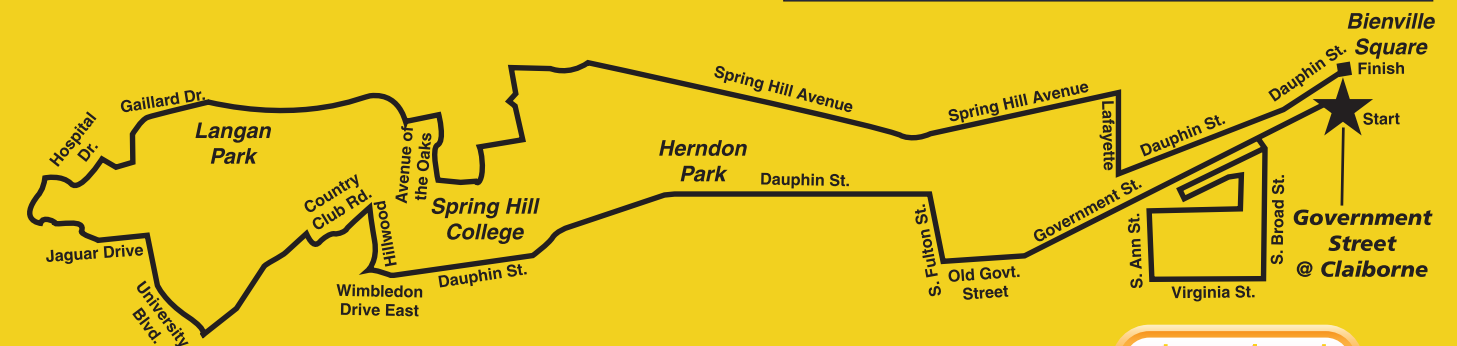 Bienville
Square
Finish
Start
Government
Street
@ Claiborne
Dauphin St.
Dauphin St.
Lafayette
Spring Hill Avenue
Spring Hill Avenue
Government St.
S. Broad St.
S. Ann St.
Virginia St.
Old Govt.
Street
S. Fulton St.
Dauphin St.
Herndon
Park
Spring Hill
College
Avenue of
the Oaks
Dauphin St.
Wimbledon
Drive East
Hillwood
Country
Club Rd.
University
Blvd.
Jaguar Drive
Hospital
Dr.
Gaillard Dr.
Langan
Park